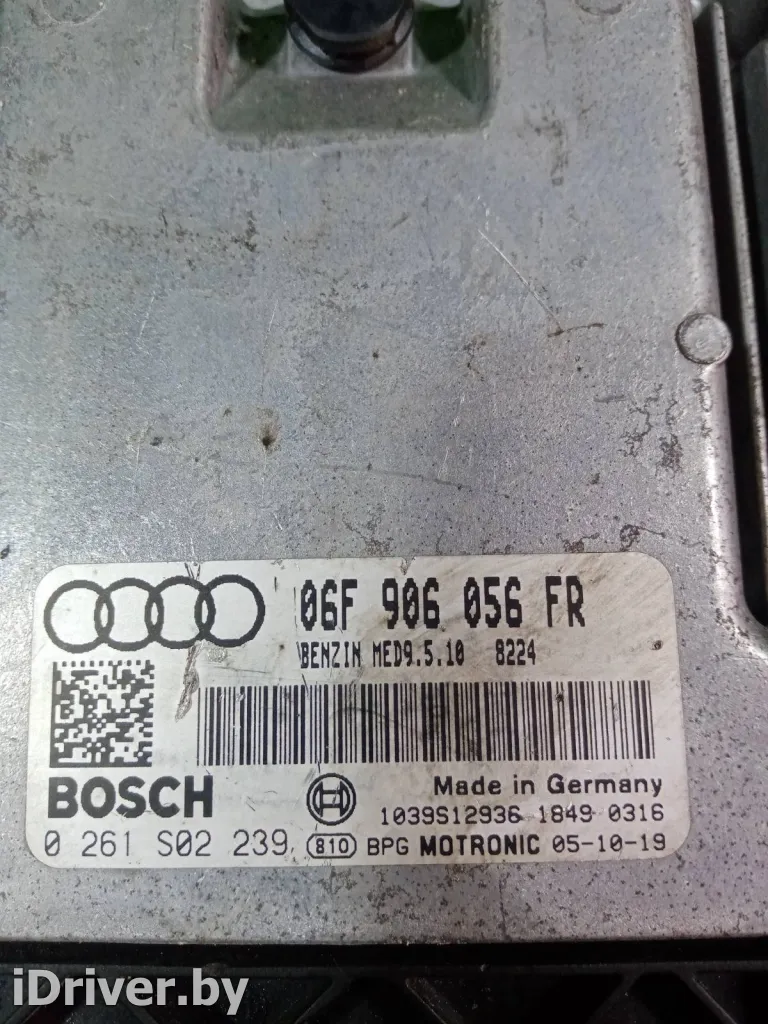 06F 906 056 FR
BENZIN MED9.5.10 8224
BOSCH
Made in Germany
1039S12936 1849 0316
0 261 S02 239 810 BPG MOTRONIC 05-10-19
iDriver.by